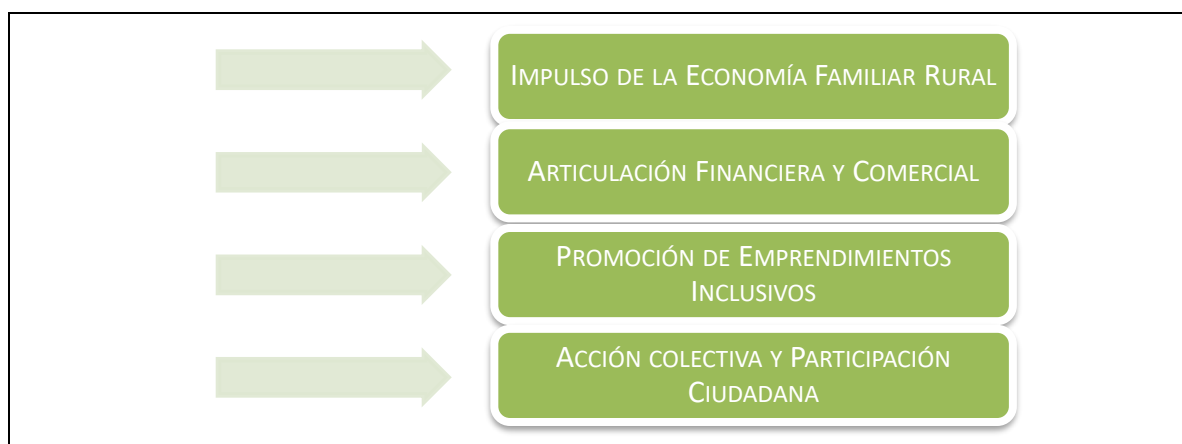 Impulso de la Economía Familiar Rural
Articulación Financiera y Comercial
Promoción de Emprendimientos
Inclusivos
Acción colectiva y Participación
Ciudadana